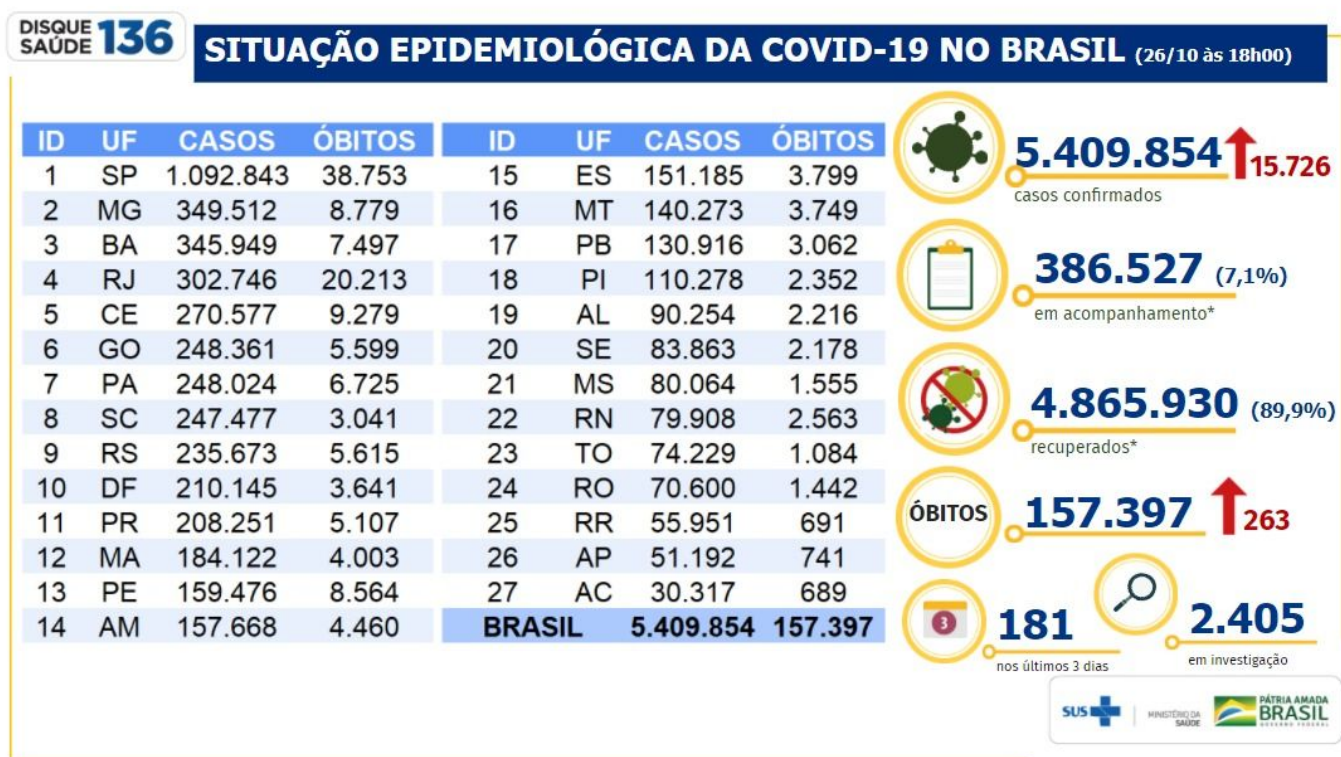 DISQUE
SAÚDE 136
SITUAÇÃO EPIDEMIOLÓGICA DA COVID-19 NO BRASIL (26/10 às 18h00)
ID UF CASOS ÓBITOS ID UF CASOS ÓBITOS
1 SP 1.092.843 38.753 15 ES 151.185 3.799
2 MG 349.512 8.779 16 MT 140.273 3.749
3 BA 345.949 7.497 17 PB 130.916 3.062
4 RJ 302.746 20.213 18 PI 110.278 2.352
5 CE 270.577 9.279 19 AL 90.254 2.216
6 GO 248.361 5.599 20 SE 83.863 2.178
7 PA 248.024 6.725 21 MS 80.064 1.555
8 SC 247.477 3.041 22 RN 79.908 2.563
9 RS 235.673 5.615 23 TO 74.229 1.084
10 DF 210.145 3.641 24 RO 70.600 1.442
11 PR 208.251 5.107 25 RR 55.951 691
12 MA 184.122 4.003 26 AP 51.192 741
13 PE 159.476 8.564 27 AC 30.317 689
14 AM 157.668 4.460 BRASIL 5.409.854 157.397
5.409.854 15.726
casos confirmados
386.527 (7,1%)
em acompanhamento*
4.865.930 (89,9%)
recuperados*
ÓBITOS 157.397 263
3 181
nos últimos 3 dias
2.405
em investigação
SUS
MINISTÉRIO DA
SAÚDE
PÁTRIA AMADA
BRASIL
GOVERNO FEDERAL